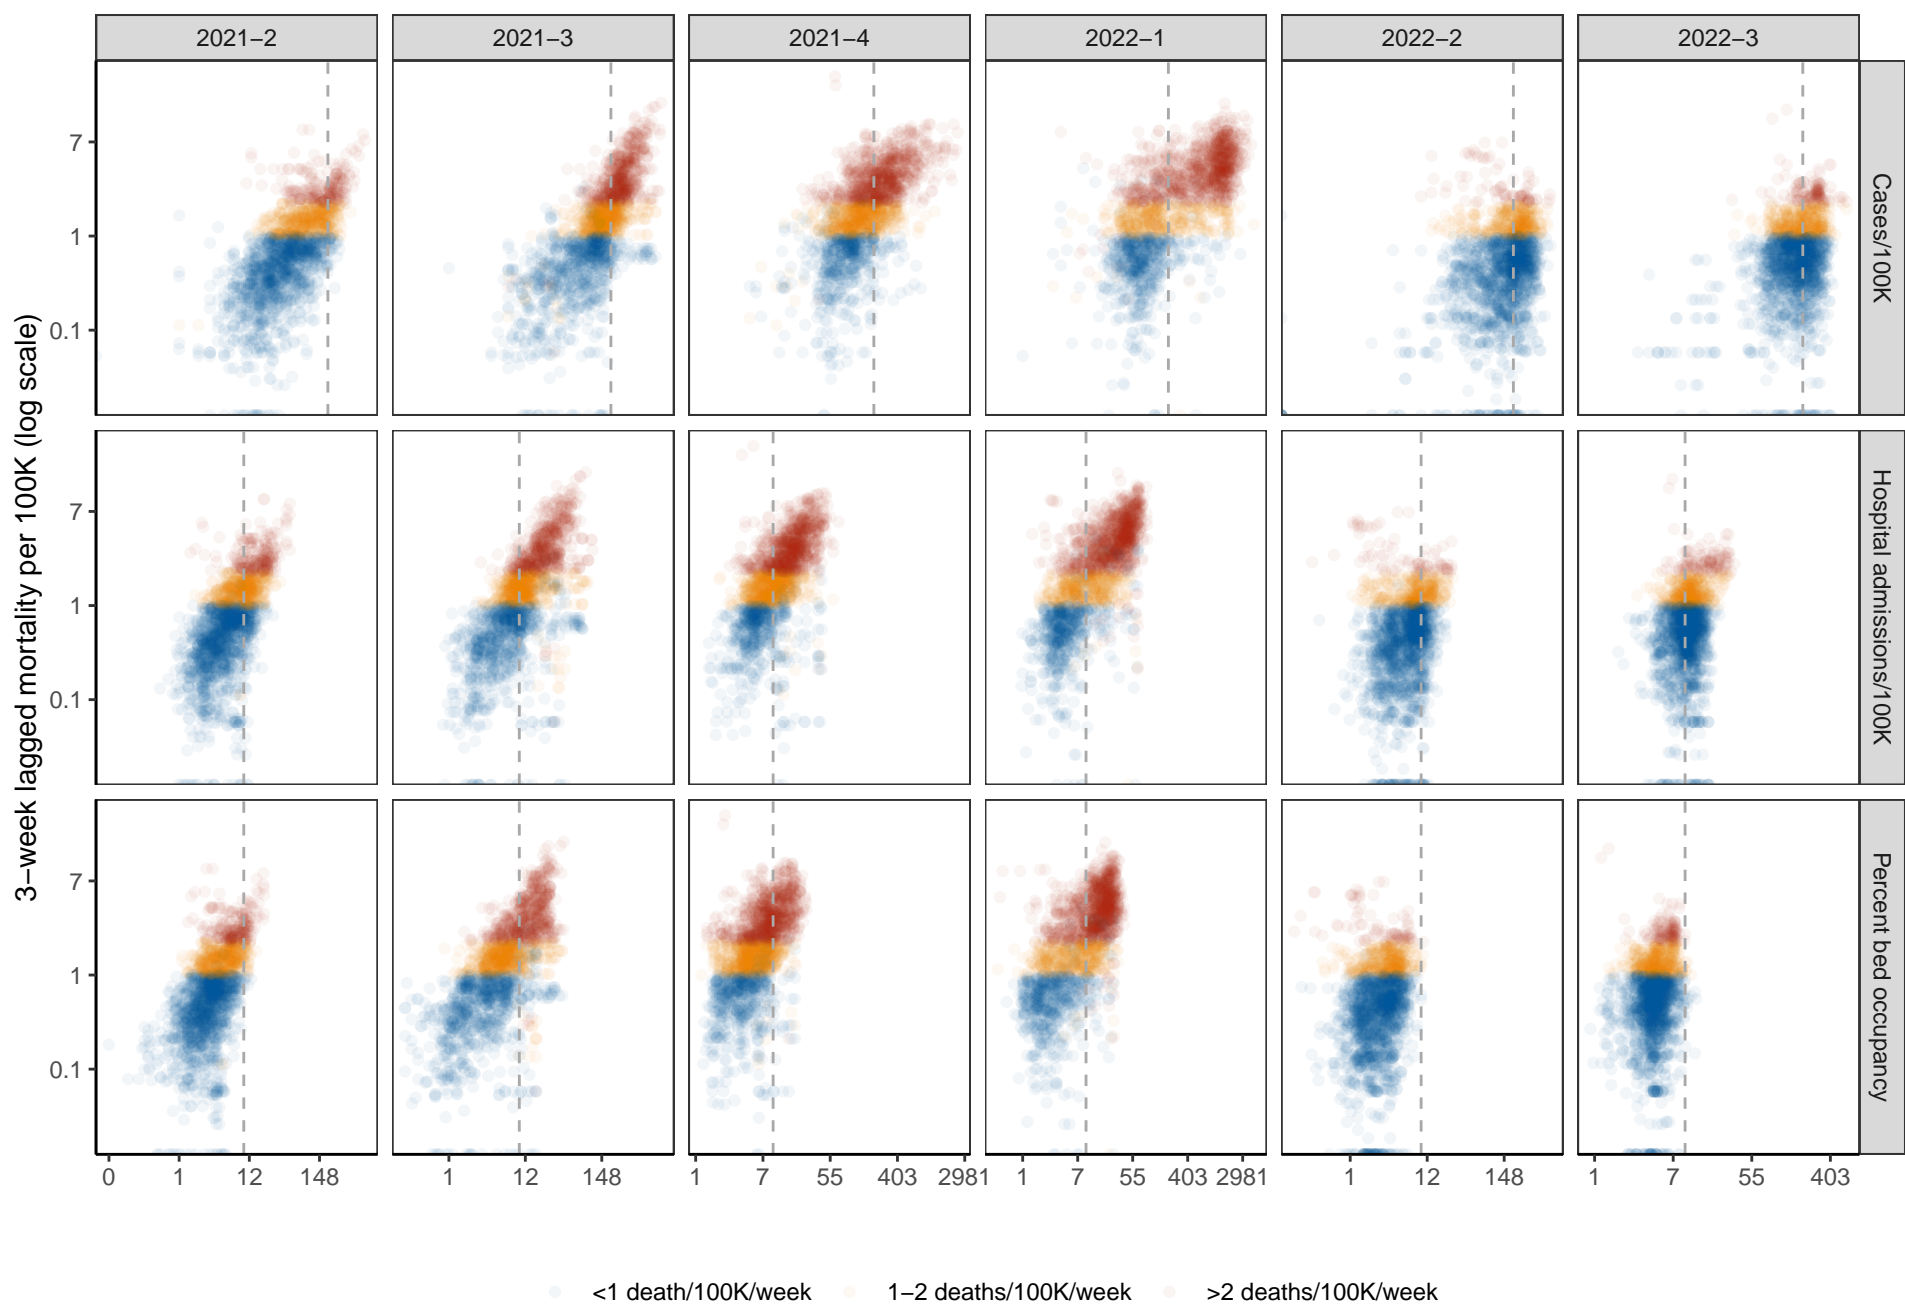 2021−2 2021−3 2021−4 2022−1 2022−2 2022−3
3−week lagged mortality per 100K (log scale)
7
1
0.1
Cases/100K
7
1
0.1
Hospital admissions/100K
7
1
0.1
Percent bed occupancy
0 1 12 148 1 12 148 1 7 55 403 2981 1 7 55 403 2981 1 12 148 1 7 55 403
<1 death/100K/week 1−2 deaths/100K/week >2 deaths/100K/week